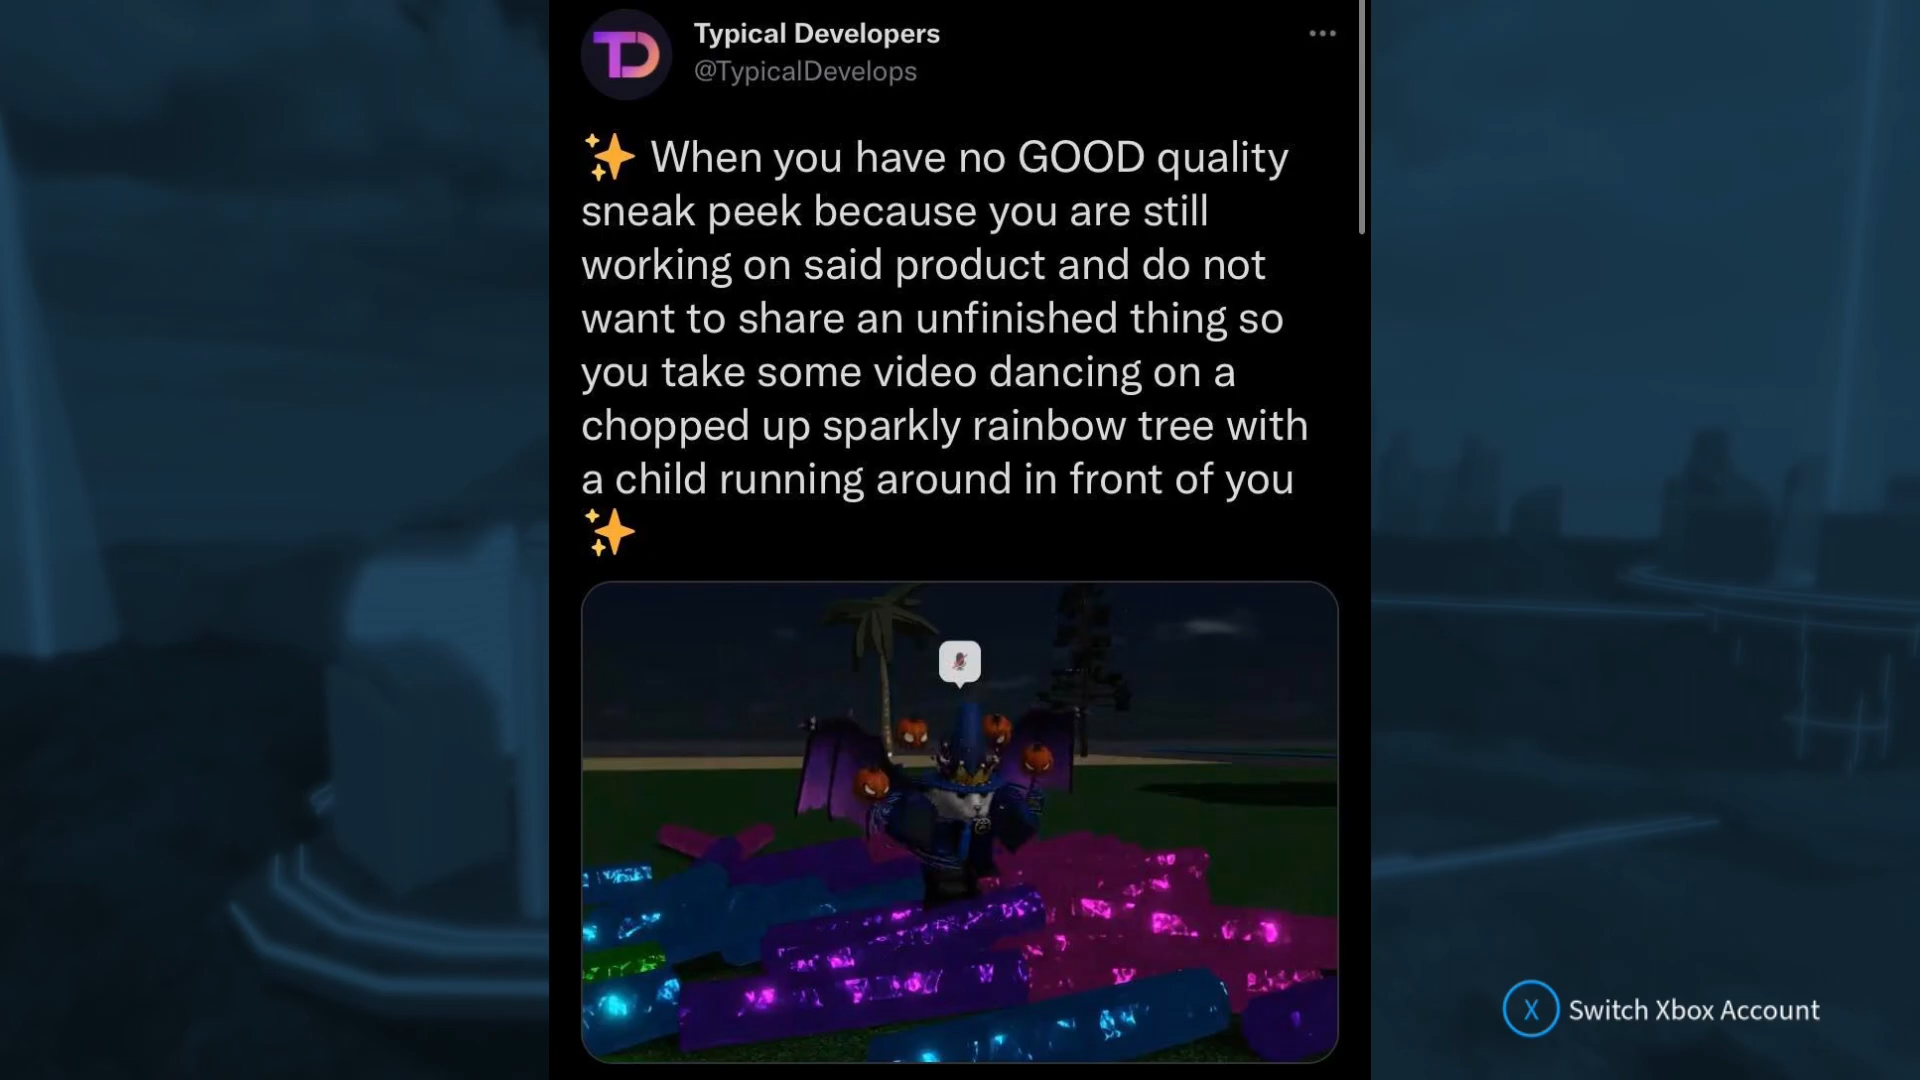 TD
Typical Developers
@TypicalDevelops
✨ When you have no GOOD quality
sneak peek because you are still
working on said product and do not
want to share an unfinished thing so
you take some video dancing on a
chopped up sparkly rainbow tree with
a child running around in front of you
✨
X Switch Xbox Account